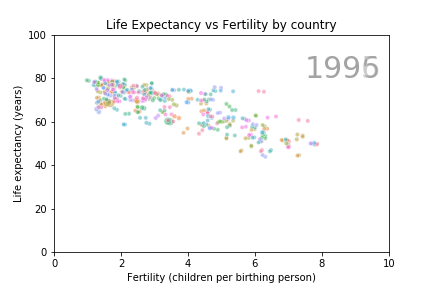 Life Expectancy vs Fertility by country
100
80
60
40
20
0
1996
Life expectancy (years)
0 2 4 6 8 10
Fertility (children per birthing person)